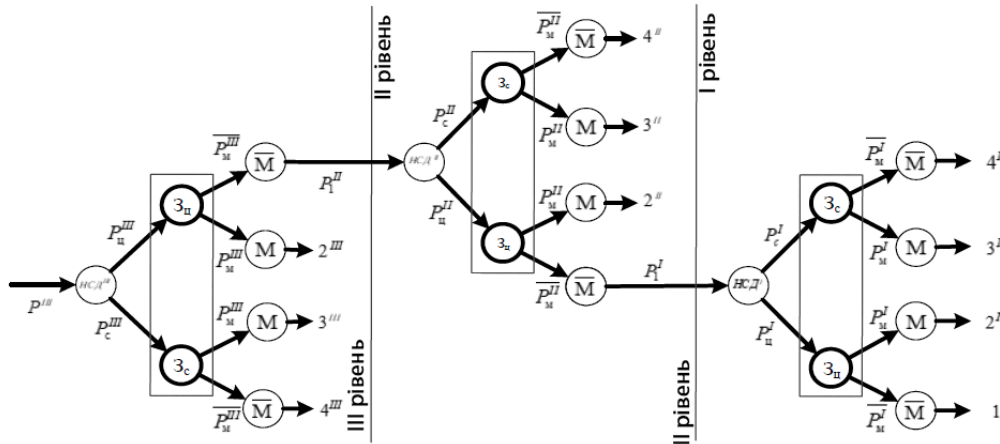 P^III
НСД^III
P_ц^III
P_с^III
З_ц
З_с
P̅_м^III
M̅
P_м^III
M
2^III
P_м^III
M
3^III
P̅_м^III
M̅
4^III
III рівень
II рівень
P_1^II
НСД^II
P_с^II
P_ц^II
З_с
З_ц
P̅_м^II
M̅
4^II
P_м^II
M
3^II
P_м^II
M
2^II
P̅_м^II
M̅
P_1^I
II рівень
I рівень
НСД^I
P_с^I
P_ц^I
З_с
З_ц
P̅_м^I
M̅
4^I
P_м^I
M
3^I
P_м^I
M
2^I
P̅_м^I
M̅
1